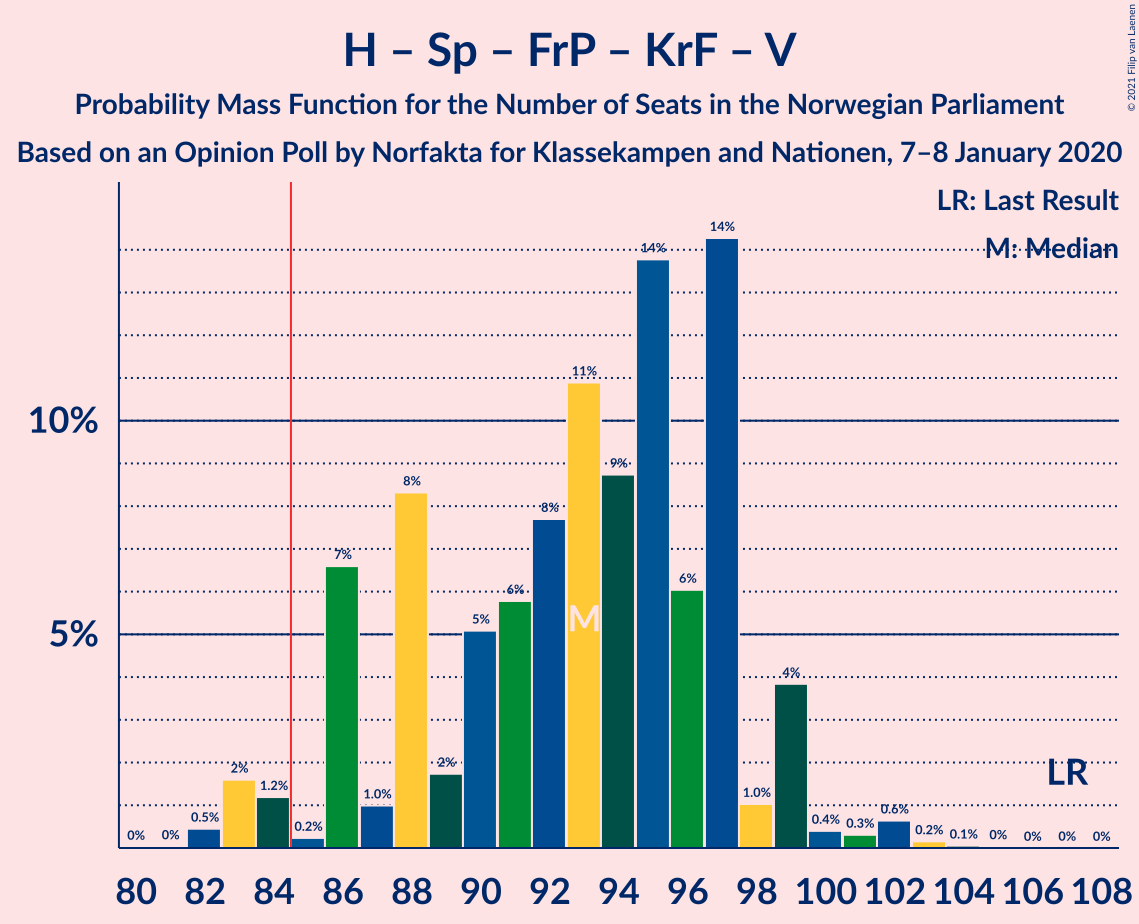 H – Sp – FrP – KrF – V
Probability Mass Function for the Number of Seats in the Norwegian Parliament
Based on an Opinion Poll by Norfakta for Klassekampen and Nationen, 7–8 January 2020
© 2021 Filip van Laenen
LR: Last Result
M: Median
10%
5%
0% 0% 0.5% 2% 1.2% 0.2% 7% 1.0% 8% 2% 5% 6% 8% 11% 9% 14% 6% 14% 1.0% 4% 0.4% 0.3% 0.6% 0.2% 0.1% 0% 0% 0% 0%
M
LR
80 82 84 86 88 90 92 94 96 98 100 102 104 106 108